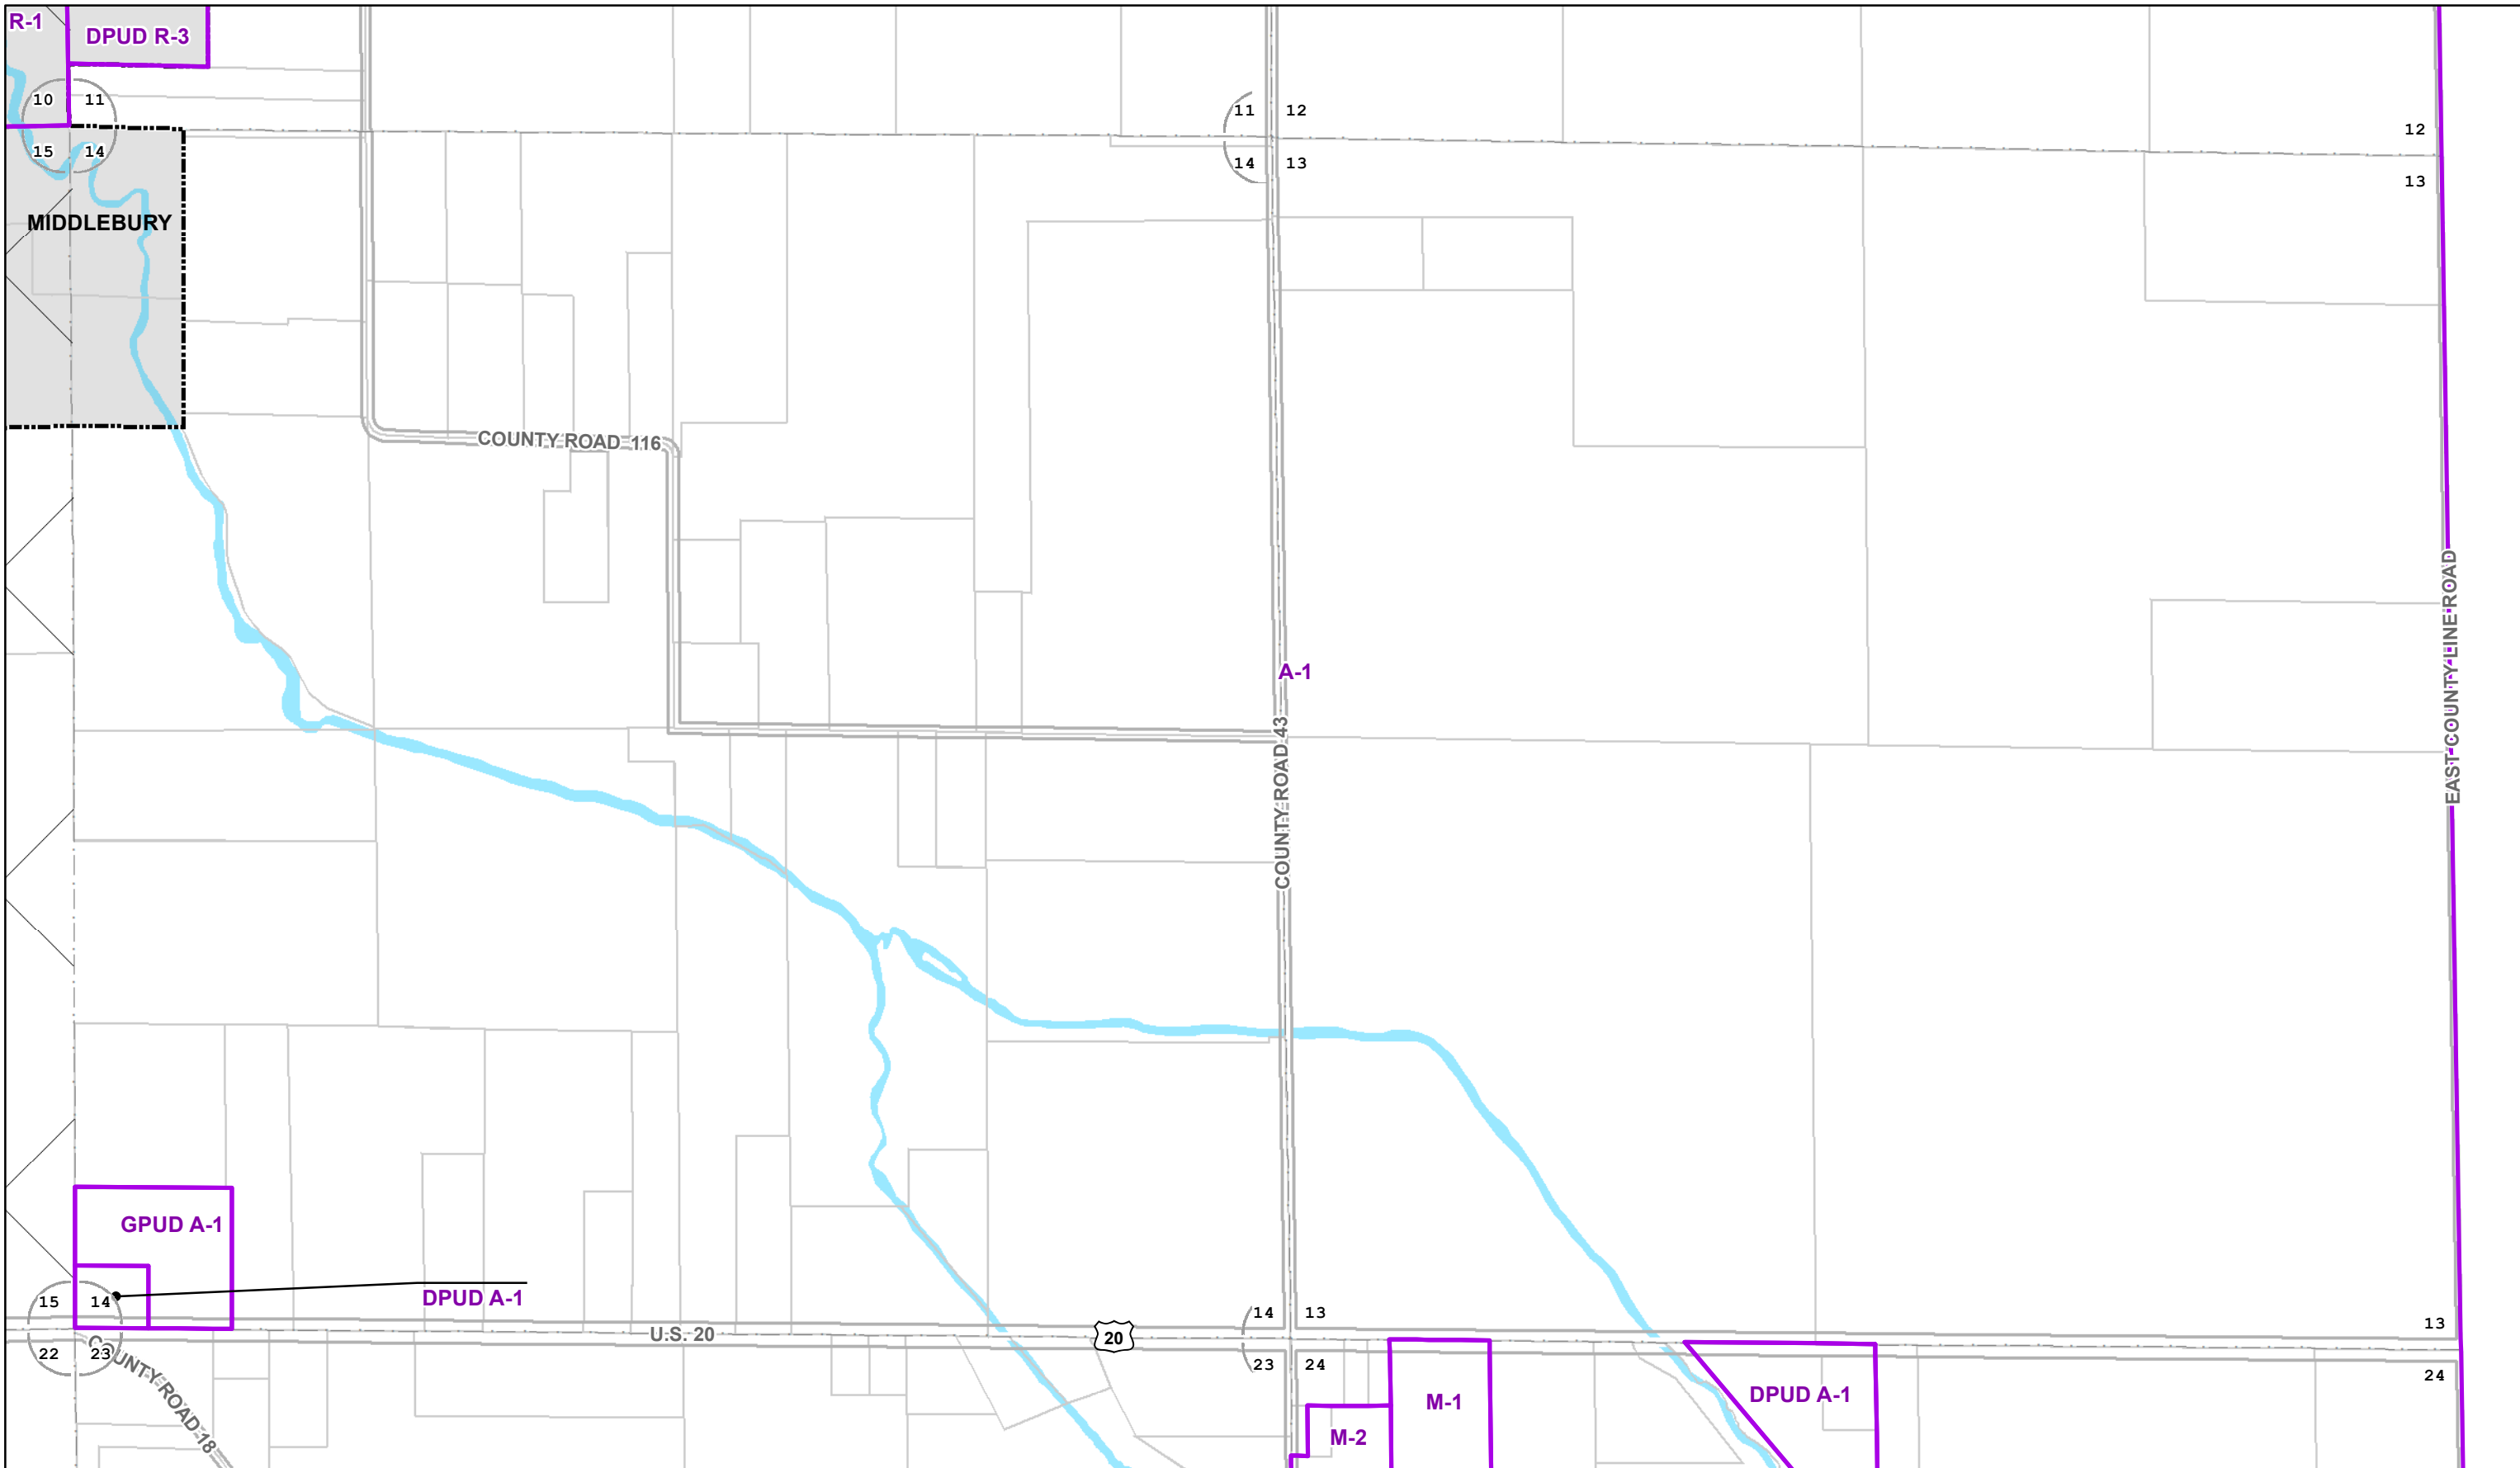 R-1
DPUD R-3
10
11
11
12
12
15
14
14
13
13
MIDDLEBURY
COUNTY ROAD 116
A-1
EAST COUNTY LINE ROAD
COUNTY ROAD 43
GPUD A-1
DPUD A-1
15
14
14
13
13
U.S. 20
20
22
23
23
24
24
COUNTY ROAD 18
M-1
M-2
DPUD A-1